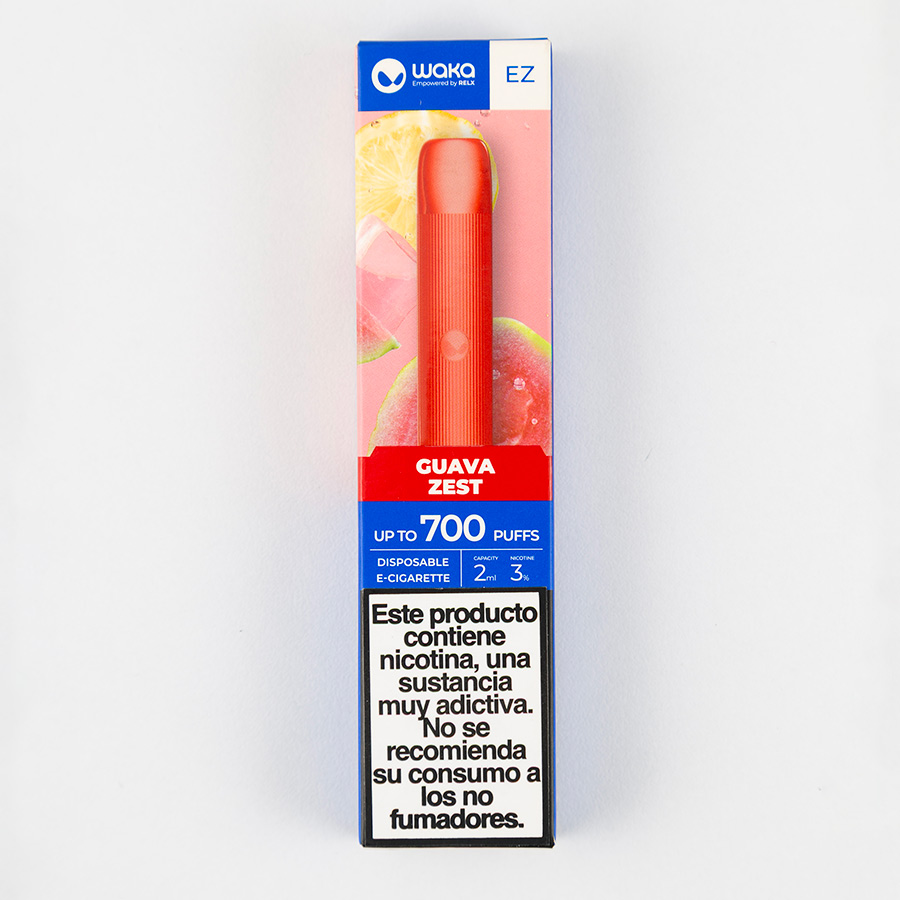 waka
Empowered by RELX
EZ
GUAVA
ZEST
UP TO 700 PUFFS
DISPOSABLE
E-CIGARETTE
CAPACITY
2ml
NICOTINE
3%
Este producto
contiene
nicotina, una
sustancia
muy adictiva.
No se
recomienda
su consumo a
los no
fumadores.